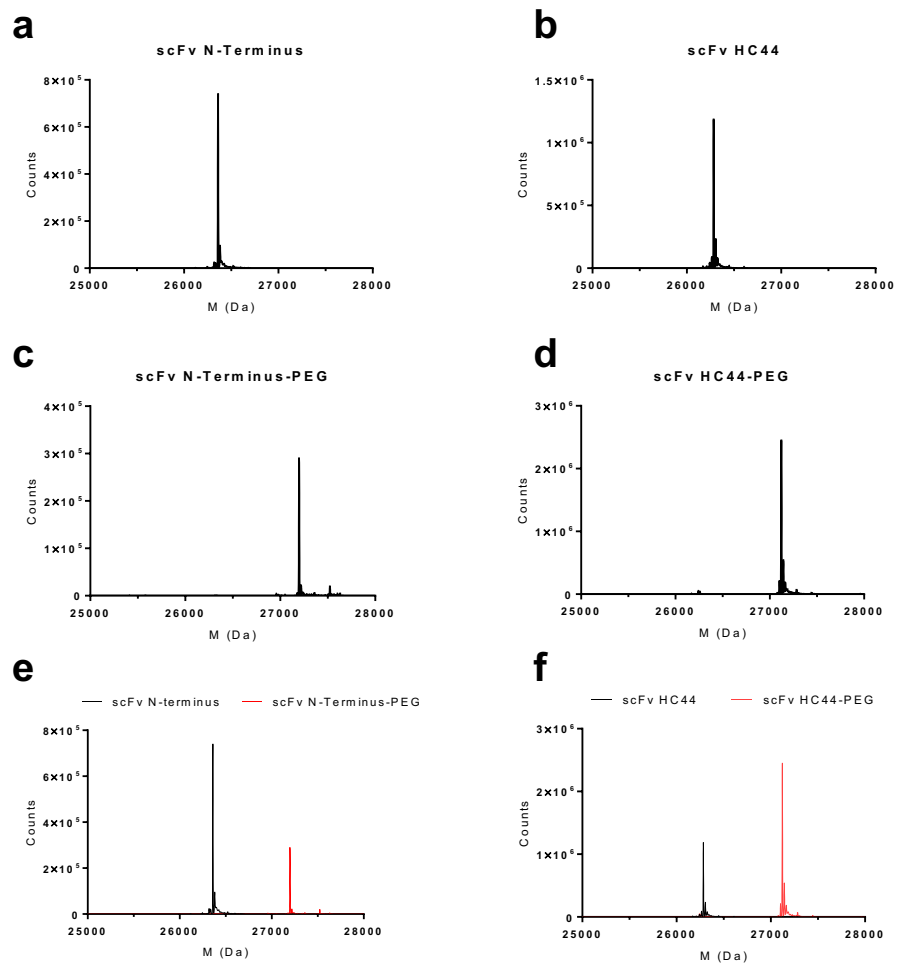 a
scFv N-Terminus
8×10⁵
6×10⁵
4×10⁵
2×10⁵
0
Counts
25000 26000 27000 28000
M (Da)
b
scFv HC44
1.5×10⁶
1×10⁶
5×10⁵
0
Counts
25000 26000 27000 28000
M (Da)
c
scFv N-Terminus-PEG
4×10⁵
3×10⁵
2×10⁵
1×10⁵
0
Counts
25000 26000 27000 28000
M (Da)
d
scFv HC44-PEG
3×10⁶
2×10⁶
1×10⁶
0
Counts
25000 26000 27000 28000
M (Da)
e
scFv N-terminus scFv N-Terminus-PEG
8×10⁵
6×10⁵
4×10⁵
2×10⁵
0
Counts
25000 26000 27000 28000
M (Da)
f
scFv HC44 scFv HC44-PEG
3×10⁶
2×10⁶
1×10⁶
0
Counts
25000 26000 27000 28000
M (Da)